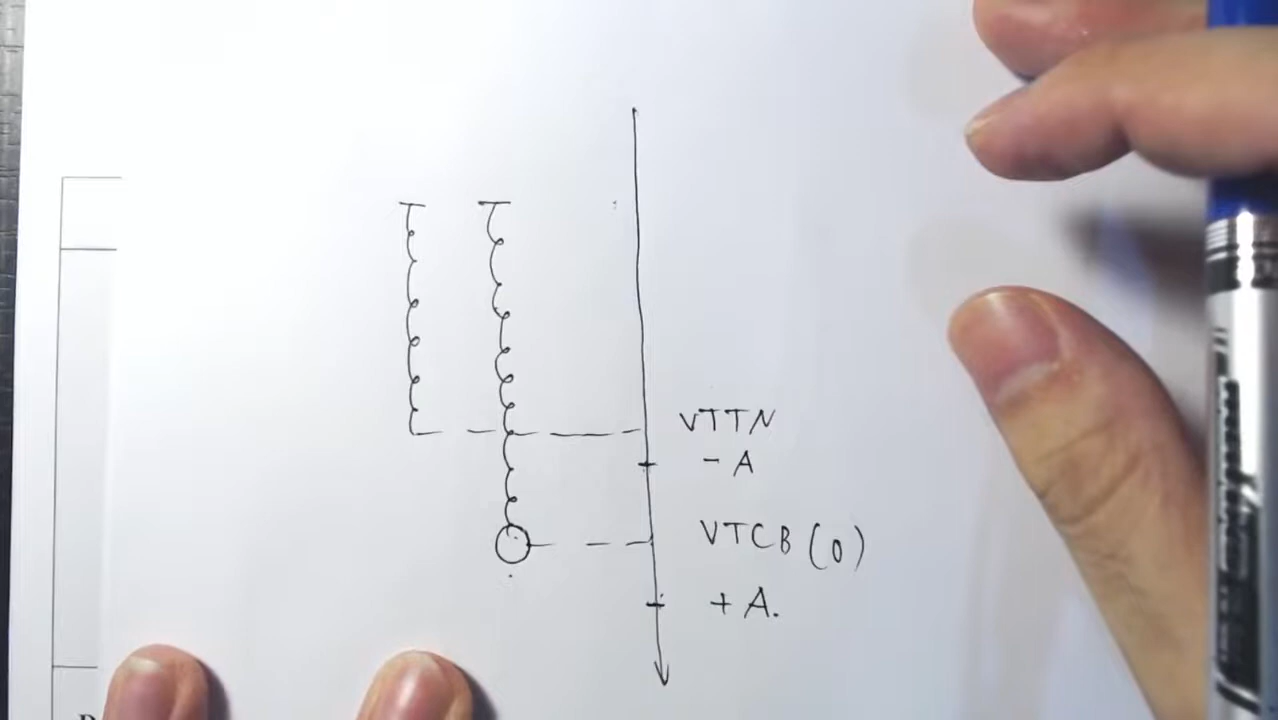 VTTN
- A
VTCB (0)
+ A.